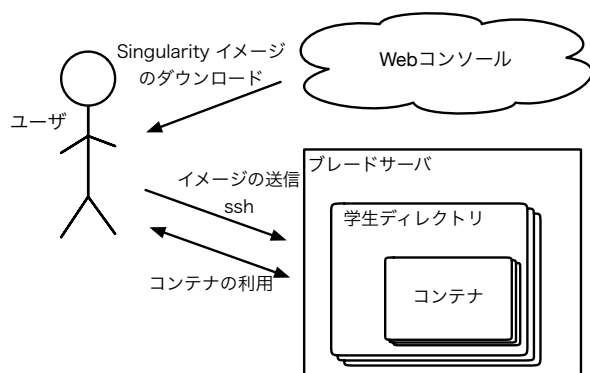 Singularity イメージ
のダウンロード
Webコンソール
ユーザ
ブレードサーバ
イメージの送信
ssh
学生ディレクトリ
コンテナの利用
コンテナ